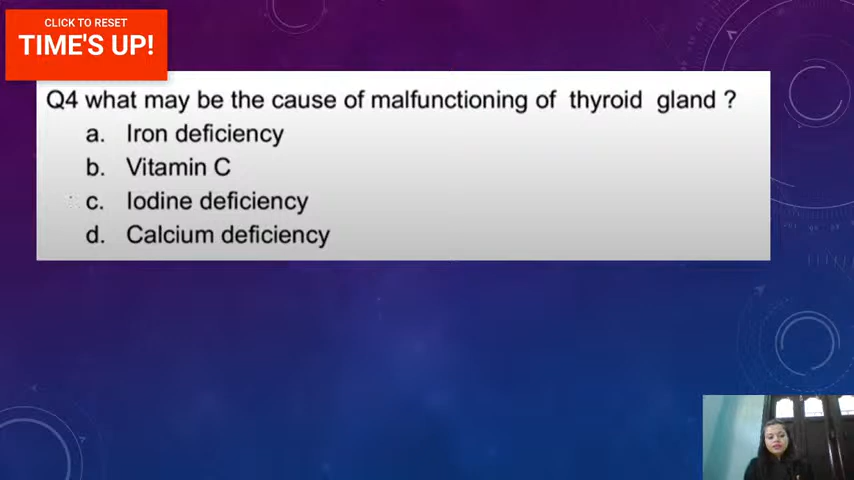 CLICK TO RESET
TIME'S UP!
Q4 what may be the cause of malfunctioning of thyroid gland ?
a. Iron deficiency
b. Vitamin C
c. Iodine deficiency
d. Calcium deficiency